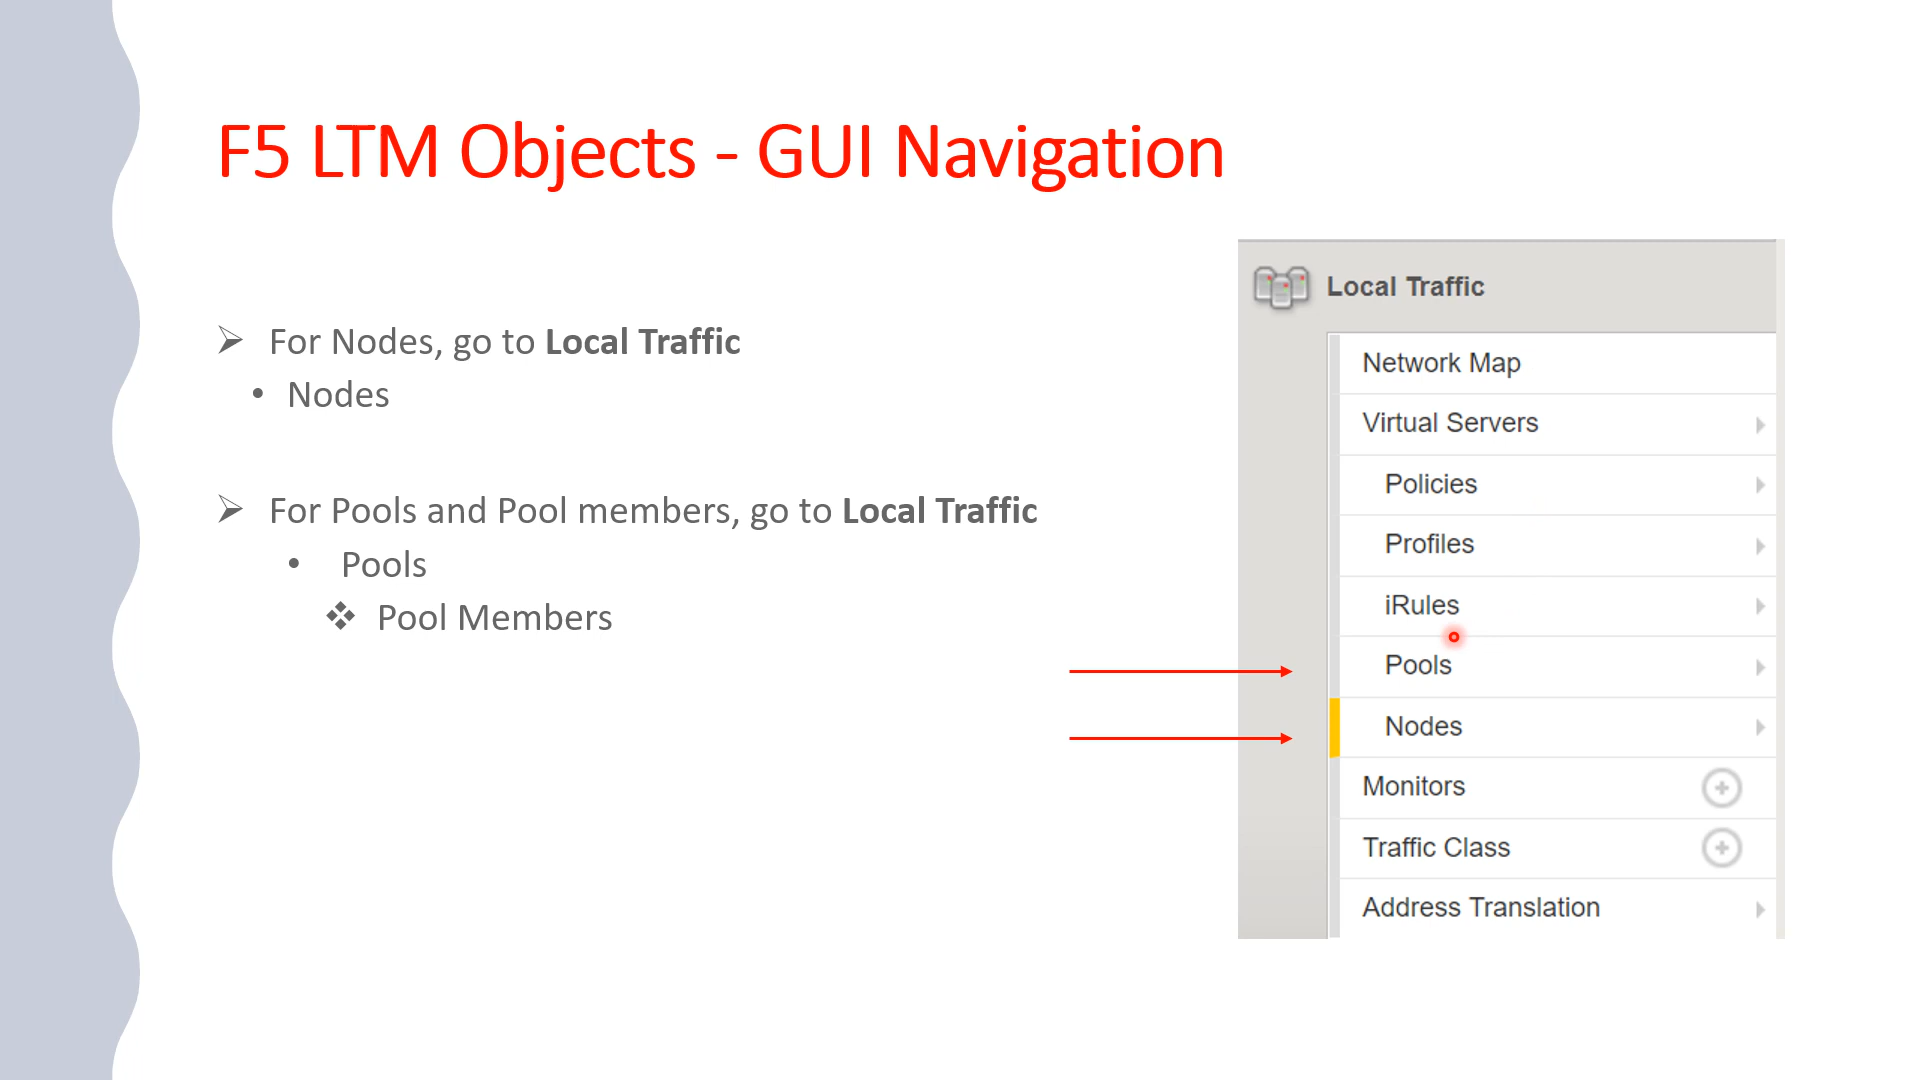 F5 LTM Objects - GUI Navigation
For Nodes, go to Local Traffic
Nodes
For Pools and Pool members, go to Local Traffic
Pools
Pool Members
Local Traffic
Network Map
Virtual Servers
Policies
Profiles
iRules
Pools
Nodes
Monitors
Traffic Class
Address Translation